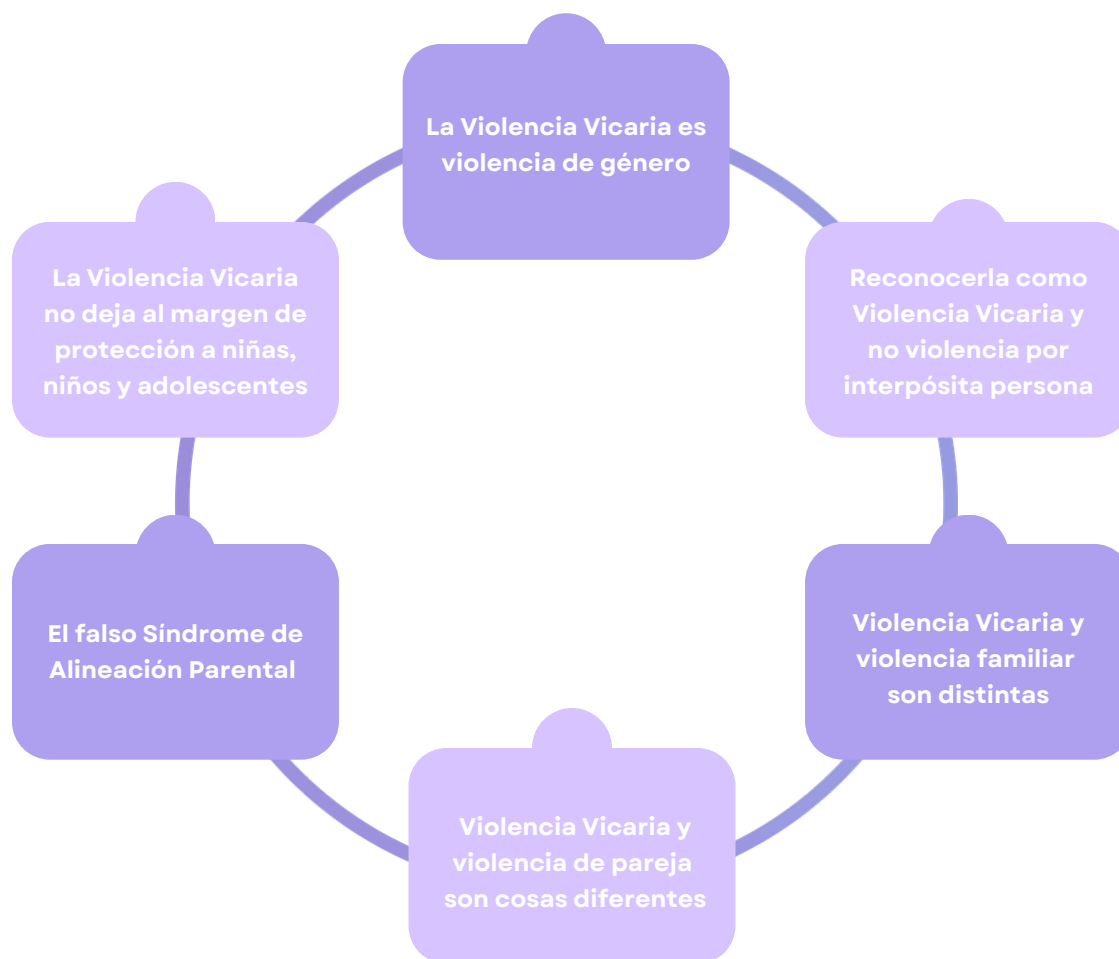 La Violencia Vicaria es
violencia de género
Reconocerla como
Violencia Vicaria y
no violencia por
interpósita persona
Violencia Vicaria y
violencia familiar
son distintas
Violencia Vicaria y
violencia de pareja
son cosas diferentes
El falso Síndrome de
Alineación Parental
La Violencia Vicaria
no deja al margen de
protección a niñas,
niños y adolescentes